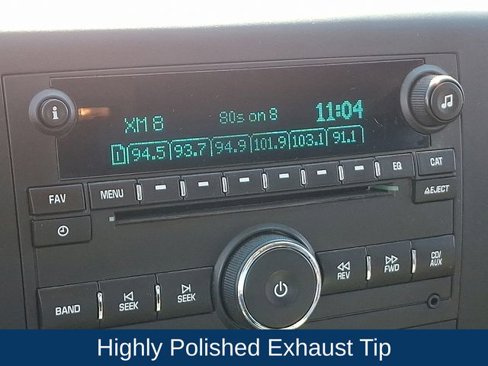 XM 8 80s on 8 11:04
1 94.5 93.7 94.9 101.9 103.1 91.1
FAV MENU EQ CAT
EJECT
BAND SEEK SEEK REV FWD CD/AUX
Highly Polished Exhaust Tip